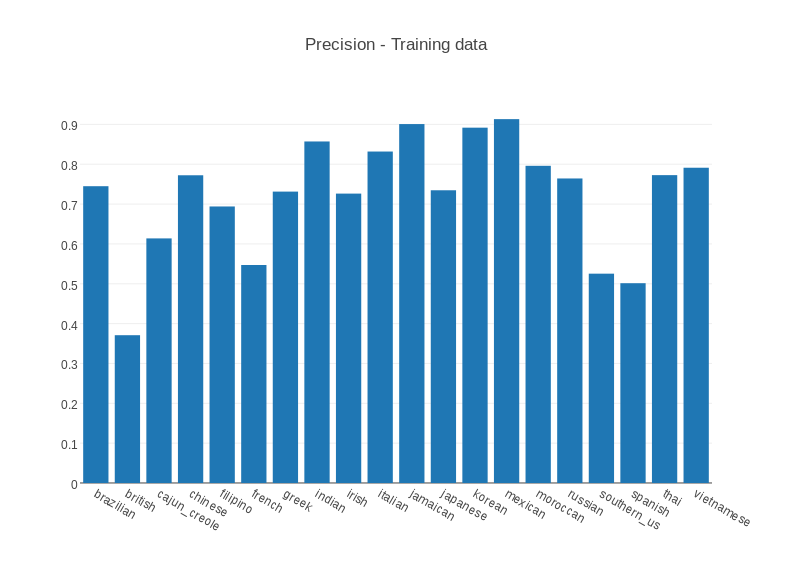 Precision - Training data
0.9
0.8
0.7
0.6
0.5
0.4
0.3
0.2
0.1
0
brazilian
british
cajun_creole
chinese
filipino
french
greek
indian
irish
italian
jamaican
japanese
korean
mexican
moroccan
russian
southern_us
spanish
thai
vietnamese